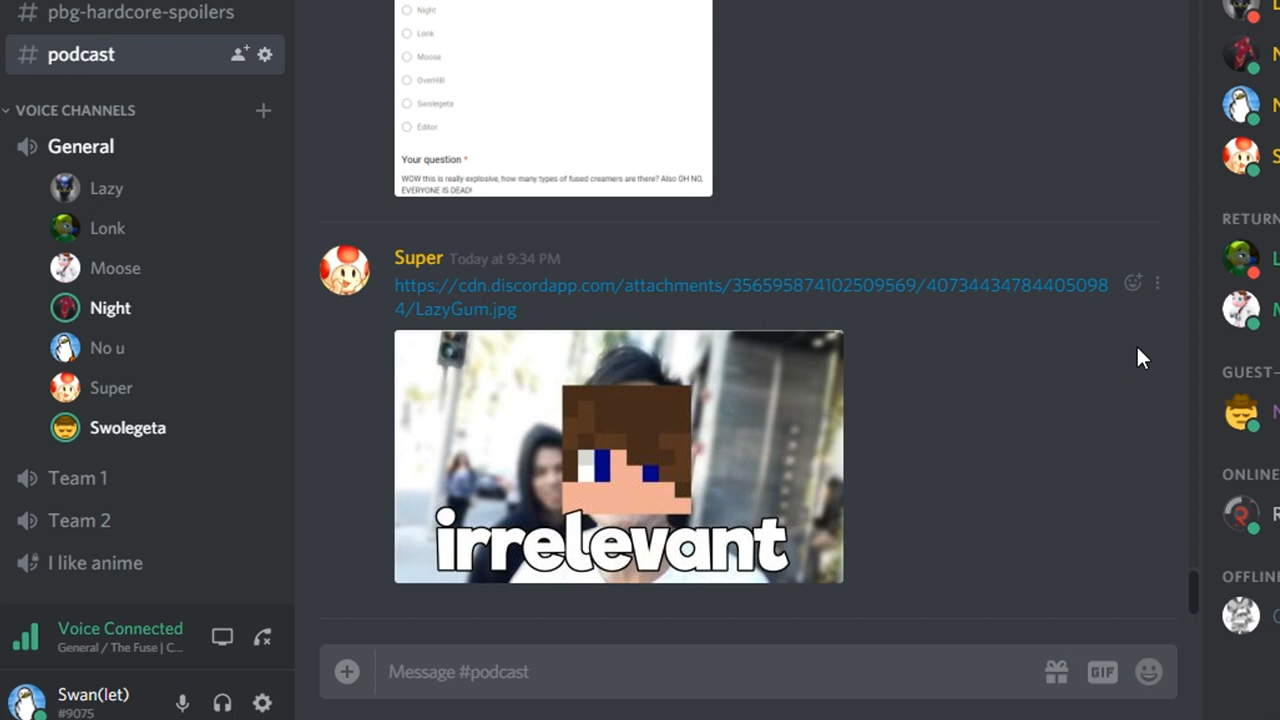 pbg-hardcore-spoilers
podcast
VOICE CHANNELS
General
Lazy
Lonk
Moose
Night
No u
Super
Swolegeta
Team 1
Team 2
I like anime
Voice Connected
General / The Fuse | C...
Swan(let)
#9075
Night
Lonk
Moose
OverHill
Swolegeta
Editor
Your question *
WOW this is really explosive, how many types of fused creamers are there? Also OH NO,
EVERYONE IS DEAD!
Super Today at 9:34 PM
https://cdn.discordapp.com/attachments/356595874102509569/40734434784405098
4/LazyGum.jpg
irrelevant
Message #podcast
GIF
RETURN
GUEST—
ONLINE
OFFLIN